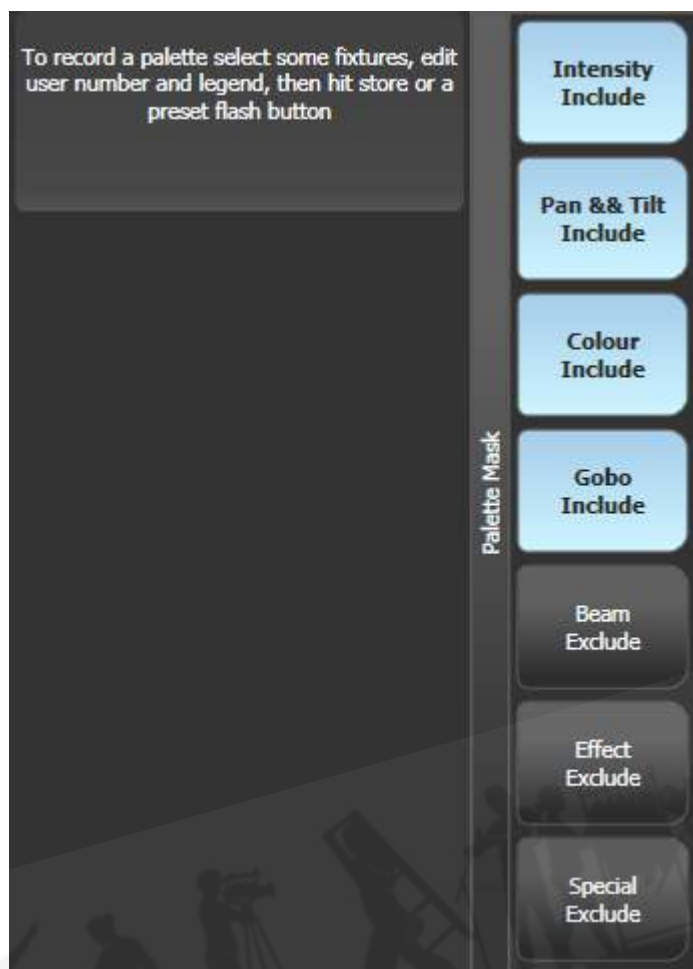 To record a palette select some fixtures, edit
user number and legend, then hit store or a
preset flash button
Palette Mask
Intensity
Include
Pan && Tilt
Include
Colour
Include
Gobo
Include
Beam
Exclude
Effect
Exclude
Special
Exclude